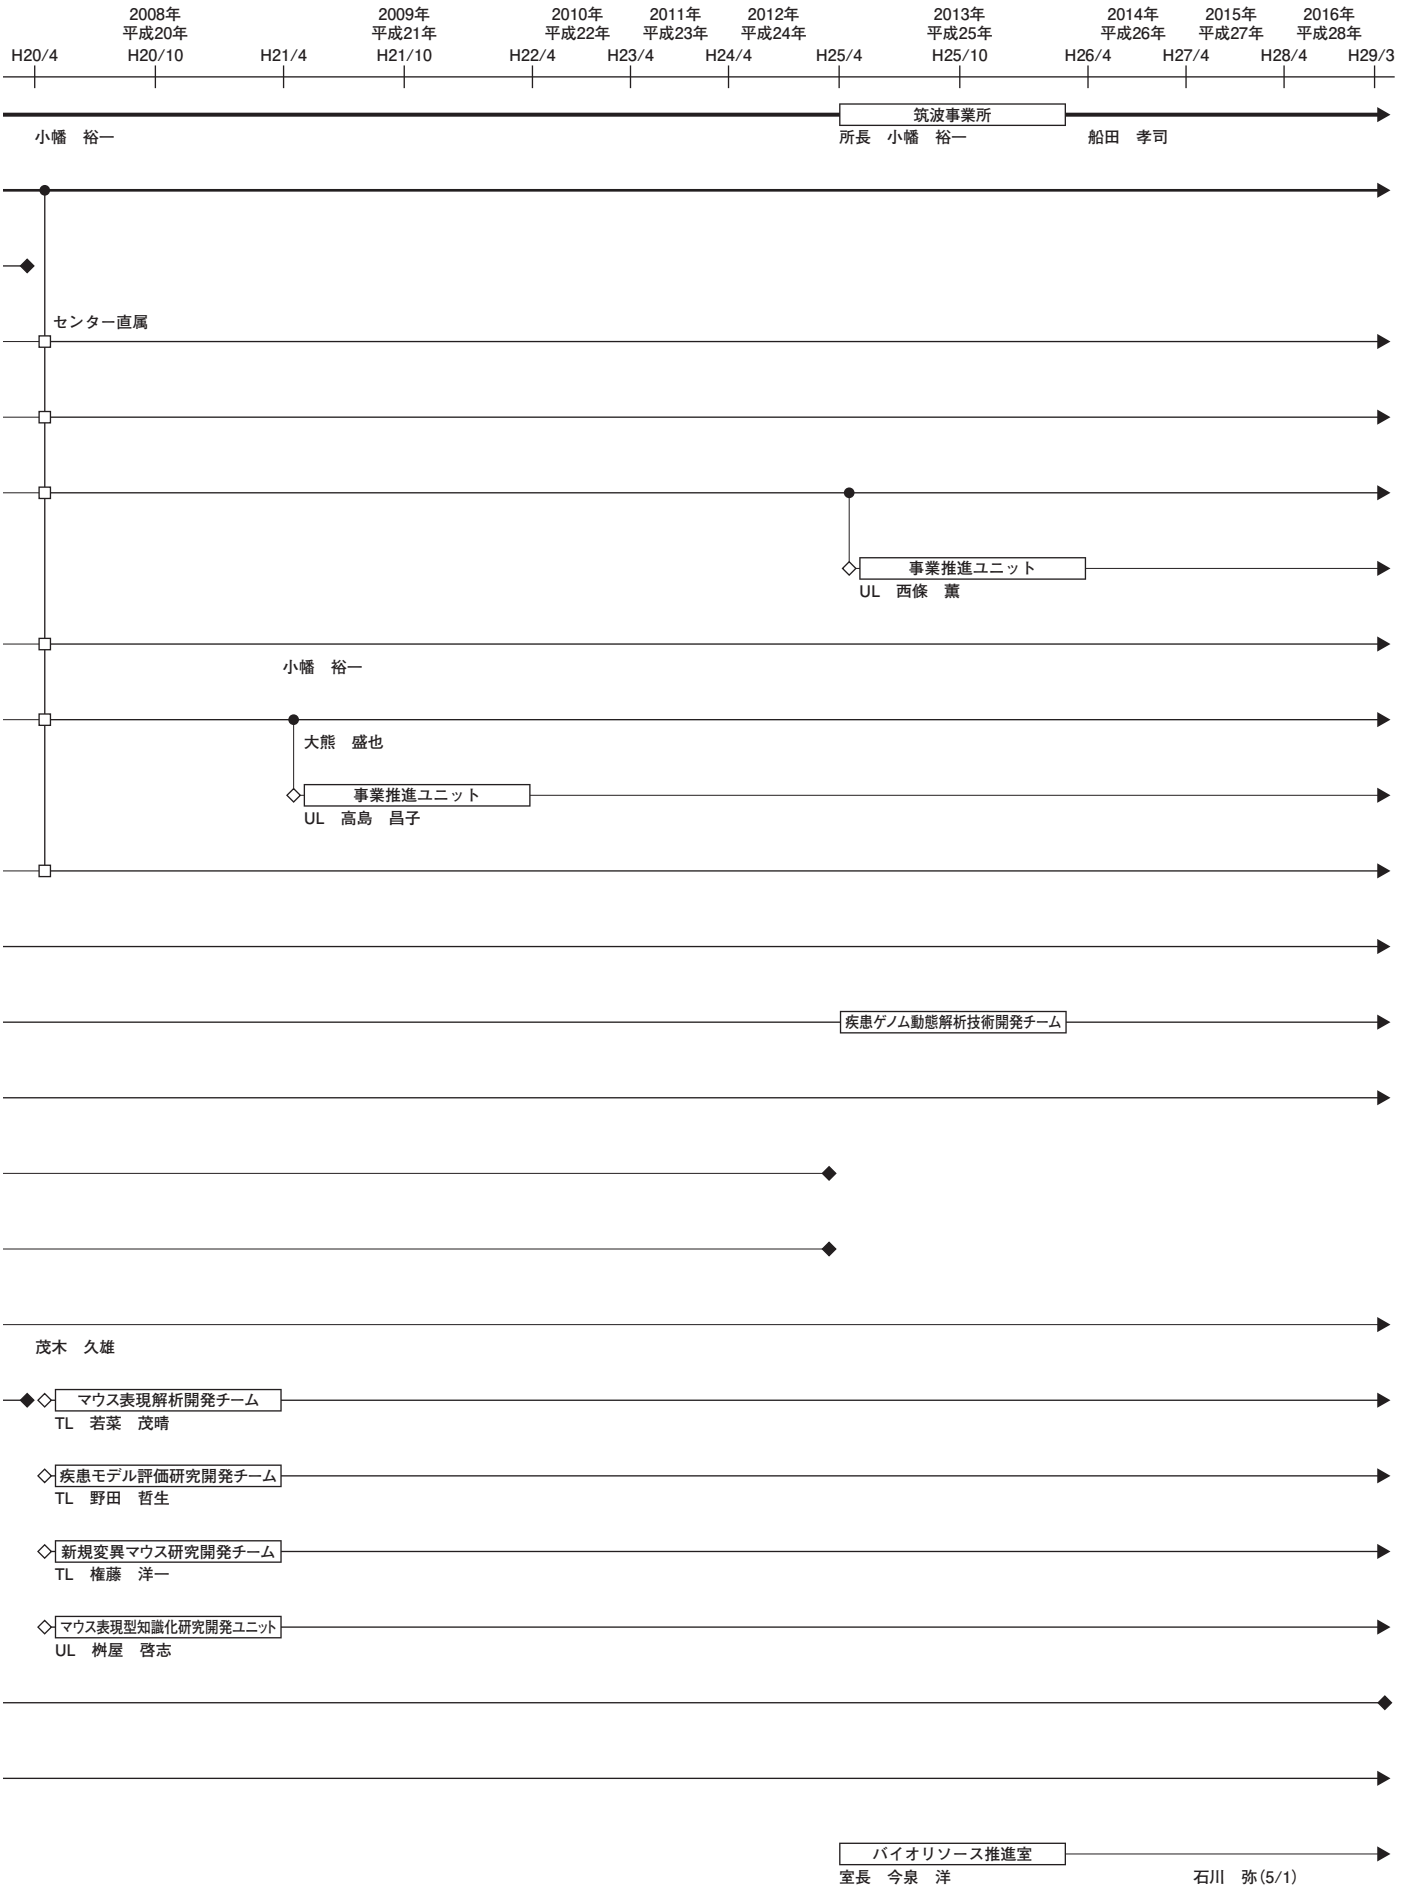 2008年 2009年 2010年 2011年 2012年 2013年 2014年 2015年 2016年
平成20年 平成21年 平成22年 平成23年 平成24年 平成25年 平成26年 平成27年 平成28年
H20/4 H20/10 H21/4 H21/10 H22/4 H23/4 H24/4 H25/4 H25/10 H26/4 H27/4 H28/4 H29/3
筑波事業所
小幡　裕一 所長　小幡　裕一 船田　孝司
センター直属
事業推進ユニット
UL　西條　薫
小幡　裕一
大熊　盛也
事業推進ユニット
UL　高島　昌子
疾患ゲノム動態解析技術開発チーム
茂木　久雄
マウス表現解析開発チーム
TL　若菜　茂晴
疾患モデル評価研究開発チーム
TL　野田　哲生
新規変異マウス研究開発チーム
TL　権藤　洋一
マウス表現型知識化研究開発ユニット
UL　桝屋　啓志
バイオリソース推進室
室長　今泉　洋 石川　弥(5/1)